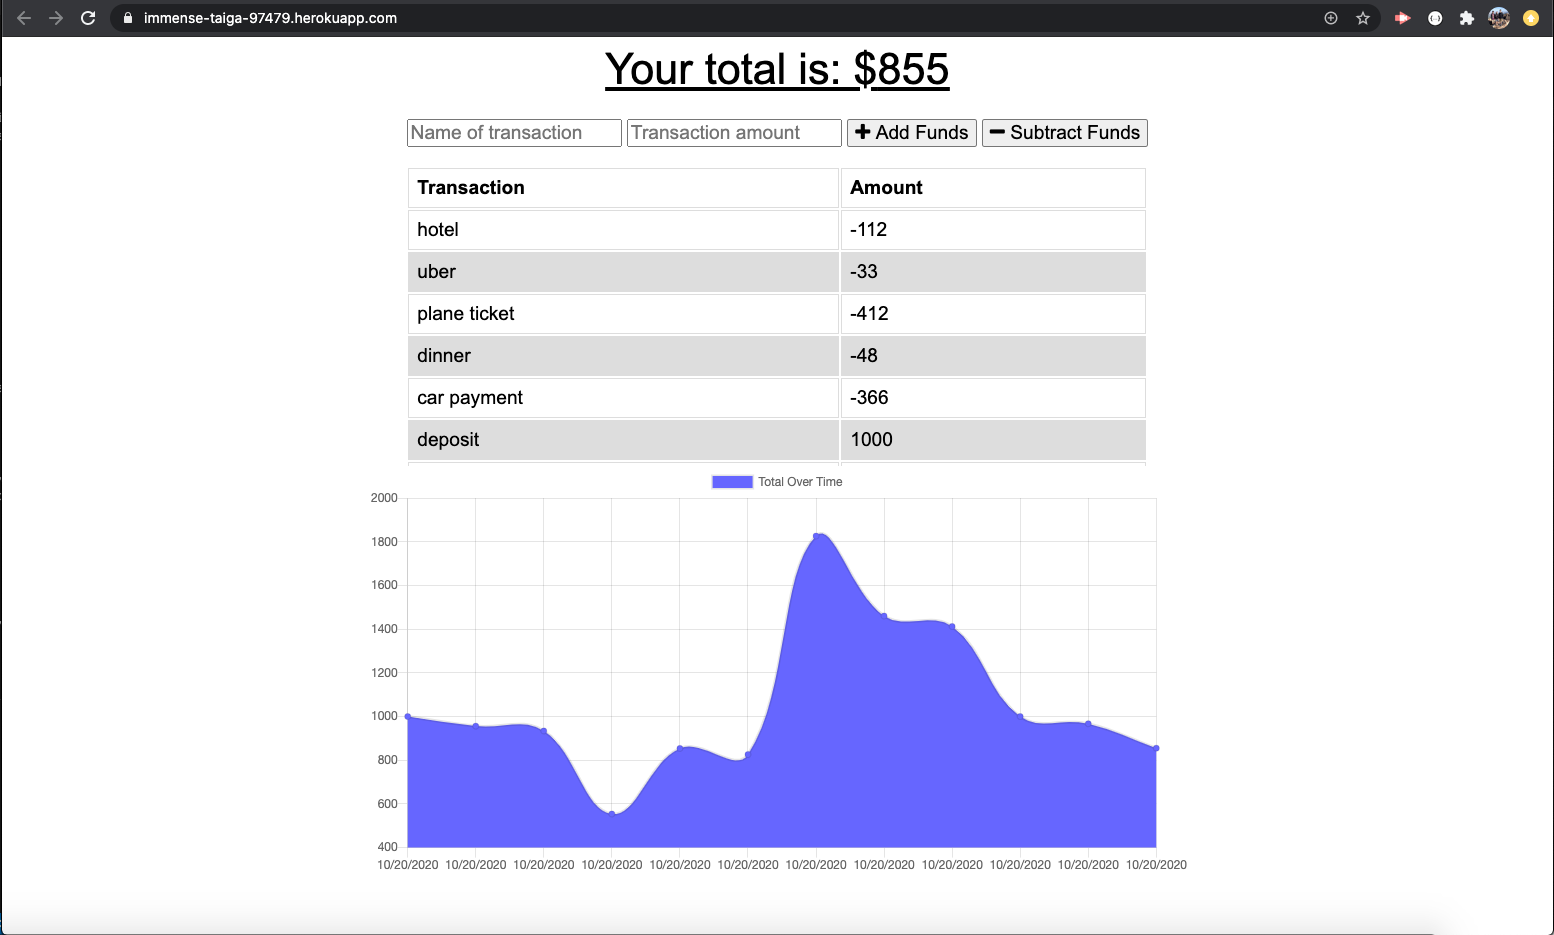 immense-taiga-97479.herokuapp.com
Your total is: $855
Name of transaction Transaction amount + Add Funds − Subtract Funds
Transaction Amount
hotel -112
uber -33
plane ticket -412
dinner -48
car payment -366
deposit 1000
Total Over Time
2000
1800
1600
1400
1200
1000
800
600
400
10/20/2020 10/20/2020 10/20/2020 10/20/2020 10/20/2020 10/20/2020 10/20/2020 10/20/2020 10/20/2020 10/20/2020 10/20/2020 10/20/2020